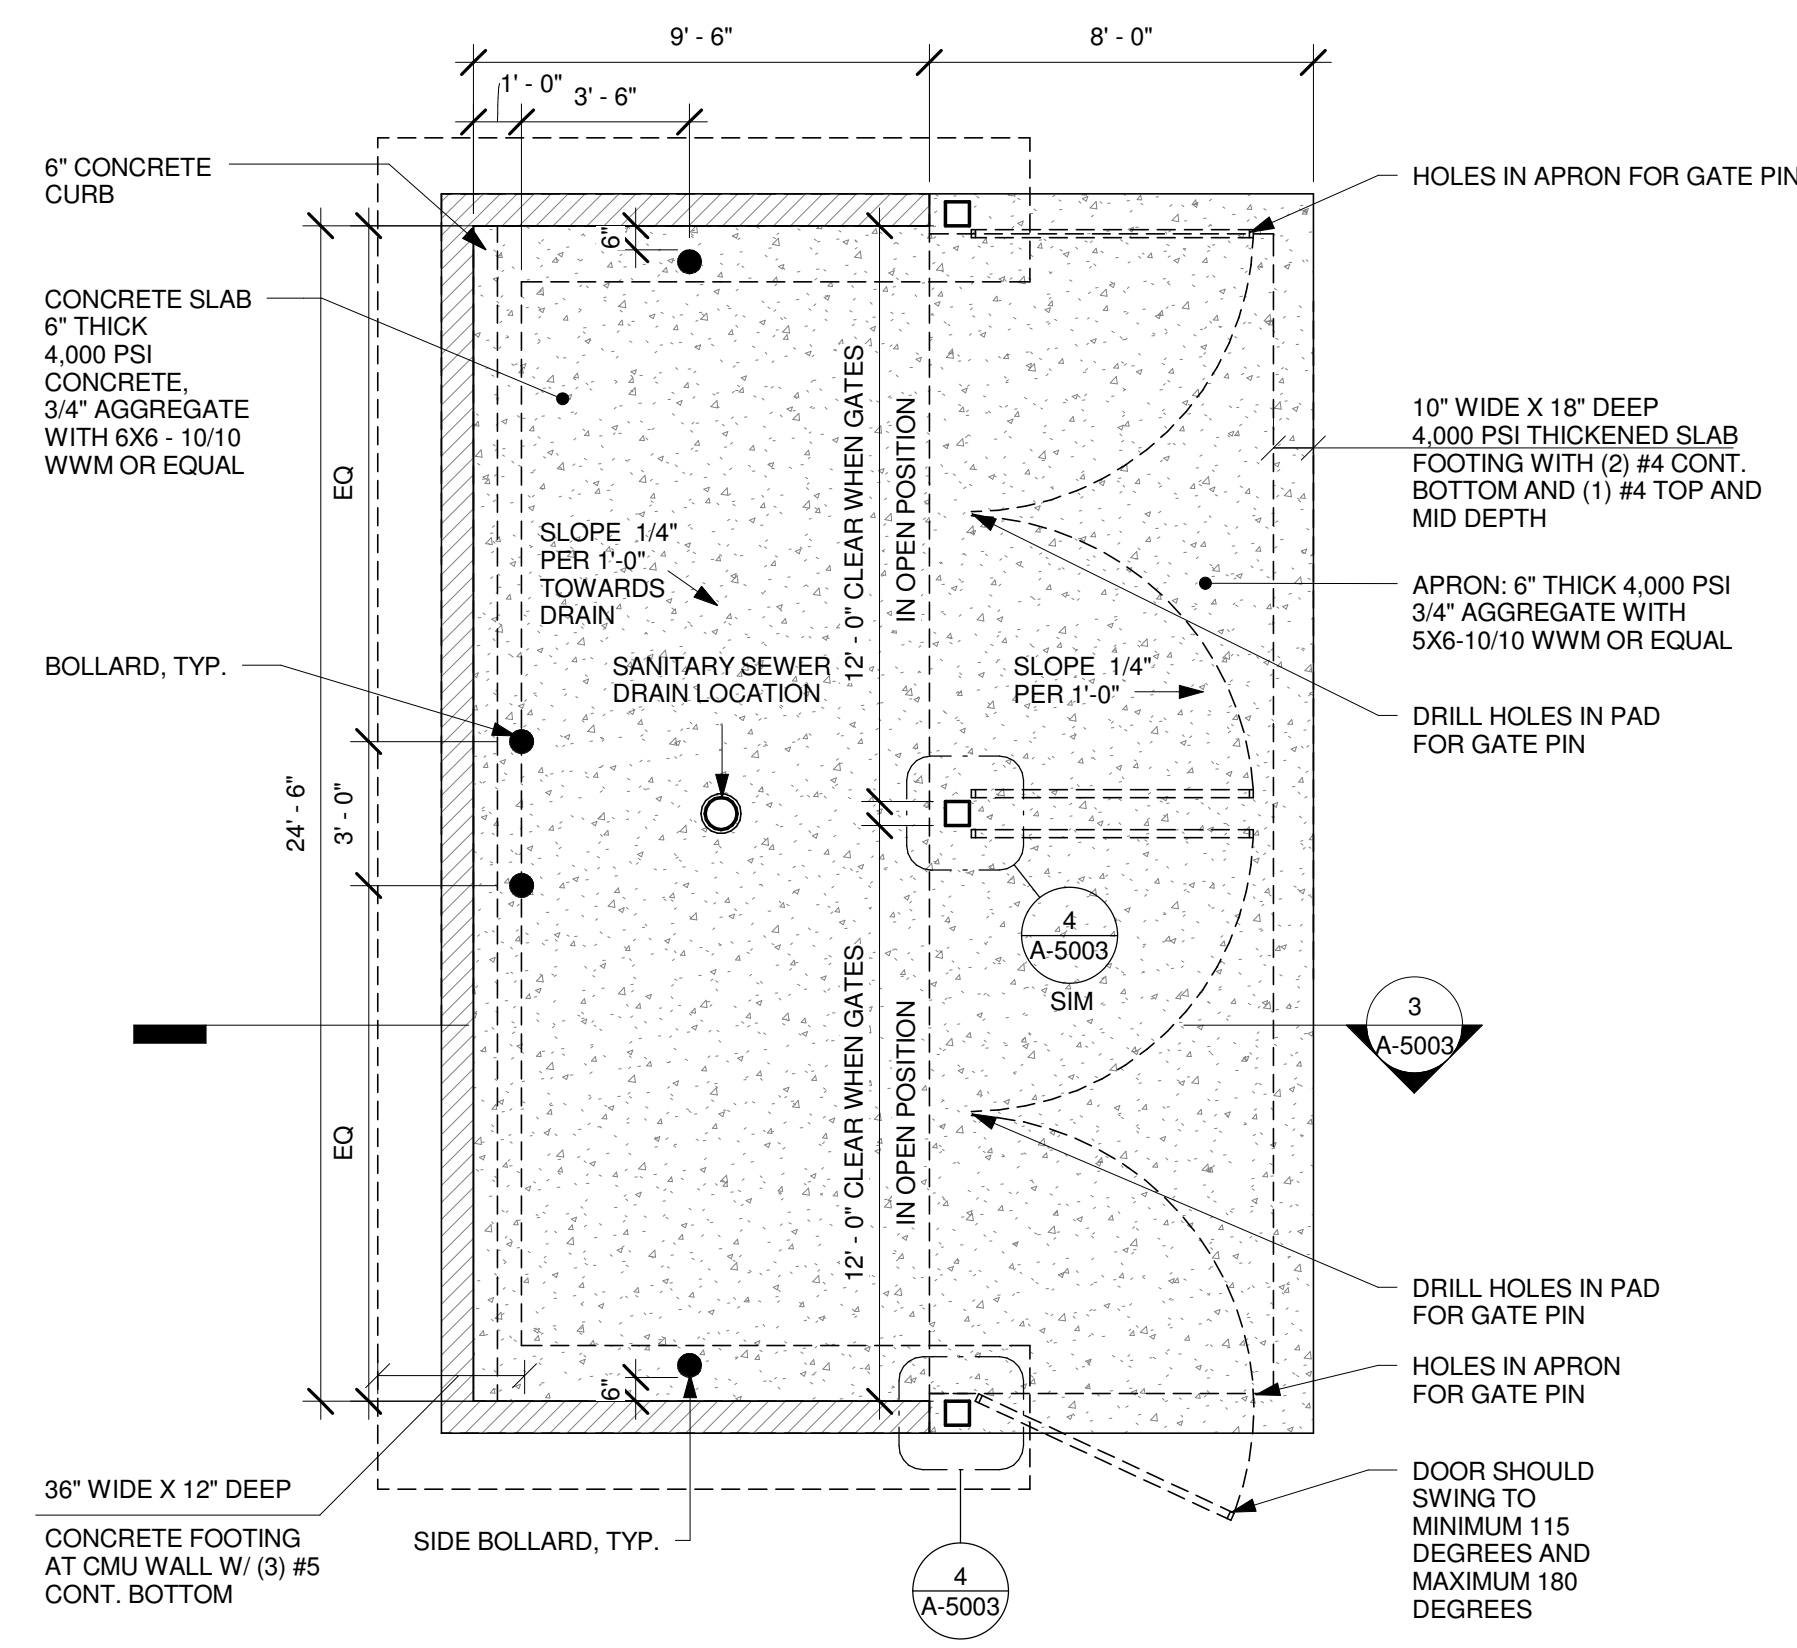 9' - 6"
8' - 0"
1' - 0"
3' - 6"
6" CONCRETE
CURB
HOLES IN APRON FOR GATE PIN
6"
CONCRETE SLAB
6" THICK
4,000 PSI
CONCRETE,
3/4" AGGREGATE
WITH 6X6 - 10/10
WWM OR EQUAL
10" WIDE X 18" DEEP
4,000 PSI THICKENED SLAB
FOOTING WITH (2) #4 CONT.
BOTTOM AND (1) #4 TOP AND
MID DEPTH
EQ
12' - 0" CLEAR WHEN GATES
IN OPEN POSITION
SLOPE 1/4"
PER 1'-0"
TOWARDS
DRAIN
APRON: 6" THICK 4,000 PSI
3/4" AGGREGATE WITH
5X6-10/10 WWM OR EQUAL
BOLLARD, TYP.
SANITARY SEWER
DRAIN LOCATION
SLOPE 1/4"
PER 1'-0"
DRILL HOLES IN PAD
FOR GATE PIN
24' - 6"
3' - 0"
4
A-5003
SIM
3
A-5003
12' - 0" CLEAR WHEN GATES
IN OPEN POSITION
EQ
DRILL HOLES IN PAD
FOR GATE PIN
HOLES IN APRON
FOR GATE PIN
6"
36" WIDE X 12" DEEP
CONCRETE FOOTING
AT CMU WALL W/ (3) #5
CONT. BOTTOM
SIDE BOLLARD, TYP.
4
A-5003
DOOR SHOULD
SWING TO
MINIMUM 115
DEGREES AND
MAXIMUM 180
DEGREES